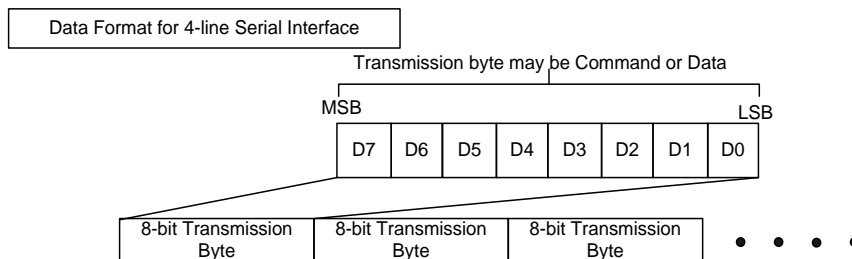 Data Format for 4-line Serial Interface
Transmission byte may be Command or Data
MSB
LSB
D7 D6 D5 D4 D3 D2 D1 D0
8-bit Transmission Byte
8-bit Transmission Byte
8-bit Transmission Byte